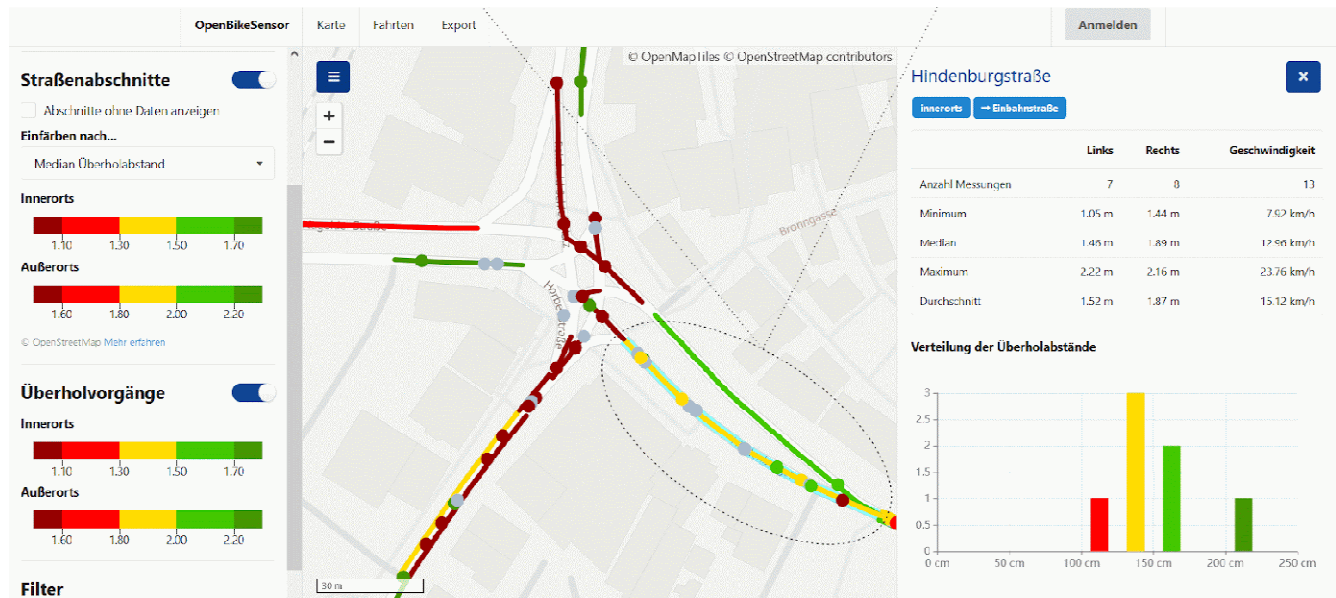 OpenBikeSensor Karte Fahrten Export Anmelden
Straßenabschnitte
Abschnitte ohne Daten anzeigen
Einfärben nach...
Median Überholabstand
Innerorts
1.10 1.30 1.50 1.70
Außerorts
1.60 1.80 2.00 2.20
© OpenStreetMap Mehr erfahren
Überholvorgänge
Innerorts
1.10 1.30 1.50 1.70
Außerorts
1.60 1.80 2.00 2.20
Filter
© OpenMapTiles © OpenStreetMap contributors
+
−
Bronngasse
30 m
Hindenburgstraße
innerorts → Einbahnstraße
Links Rechts Geschwindigkeit
Anzahl Messungen 7 8 13
Minimum 1.05 m 1.44 m 7.92 km/h
Median 1.46 m 1.89 m 12.96 km/h
Maximum 2.22 m 2.16 m 23.76 km/h
Durchschnitt 1.52 m 1.87 m 15.12 km/h
Verteilung der Überholabstände
3
2.5
2
1.5
1
0.5
0
0 cm 50 cm 100 cm 150 cm 200 cm 250 cm